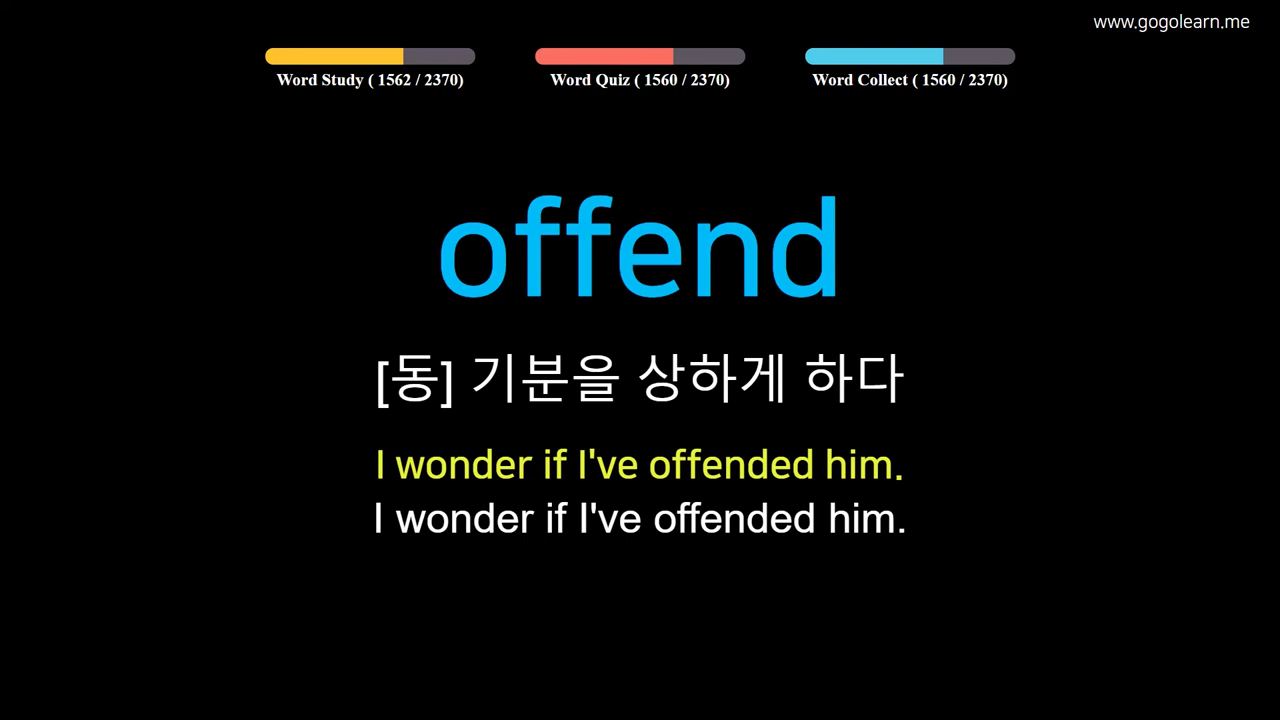 www.gogolearn.me
Word Study ( 1562 / 2370)
Word Quiz ( 1560 / 2370)
Word Collect ( 1560 / 2370)
offend
[동] 기분을 상하게 하다
I wonder if I've offended him.
I wonder if I've offended him.